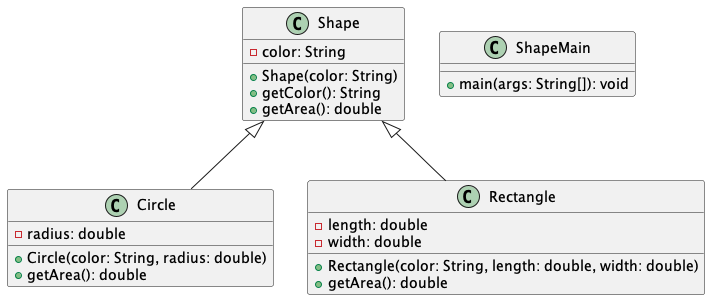 C Shape
color: String
Shape(color: String)
getColor(): String
getArea(): double
C ShapeMain
main(args: String[]): void
C Circle
radius: double
Circle(color: String, radius: double)
getArea(): double
C Rectangle
length: double
width: double
Rectangle(color: String, length: double, width: double)
getArea(): double